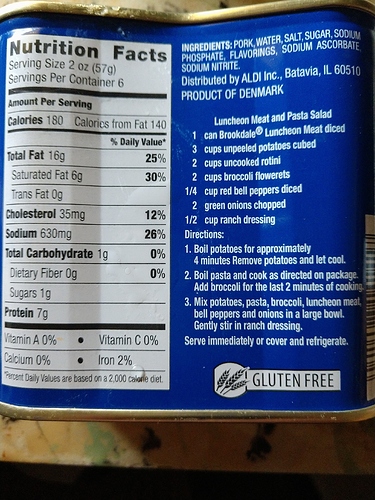 Nutrition Facts
Serving Size 2 oz (57g)
Servings Per Container 6
Amount Per Serving
Calories 180 Calories from Fat 140
% Daily Value*
Total Fat 16g 25%
Saturated Fat 6g 30%
Trans Fat 0g
Cholesterol 35mg 12%
Sodium 630mg 26%
Total Carbohydrate 1g 0%
Dietary Fiber 0g 0%
Sugars 1g
Protein 7g
Vitamin A 0% • Vitamin C 0%
Calcium 0% • Iron 2%
*Percent Daily Values are based on a 2,000 calorie diet.
INGREDIENTS: PORK, WATER, SALT, SUGAR, SODIUM
PHOSPHATE, FLAVORINGS, SODIUM ASCORBATE,
SODIUM NITRITE.
Distributed by ALDI Inc., Batavia, IL 60510
PRODUCT OF DENMARK
Luncheon Meat and Pasta Salad
1 can Brookdale® Luncheon Meat diced
3 cups unpeeled potatoes cubed
2 cups uncooked rotini
2 cups broccoli flowerets
1/4 cup red bell peppers diced
2 green onions chopped
1/2 cup ranch dressing
Directions:
1. Boil potatoes for approximately
4 minutes Remove potatoes and let cool.
2. Boil pasta and cook as directed on package.
Add broccoli for the last 2 minutes of cooking.
3. Mix potatoes, pasta, broccoli, luncheon meat,
bell peppers and onions in a large bowl.
Gently stir in ranch dressing.
Serve immediately or cover and refrigerate.
GLUTEN FREE